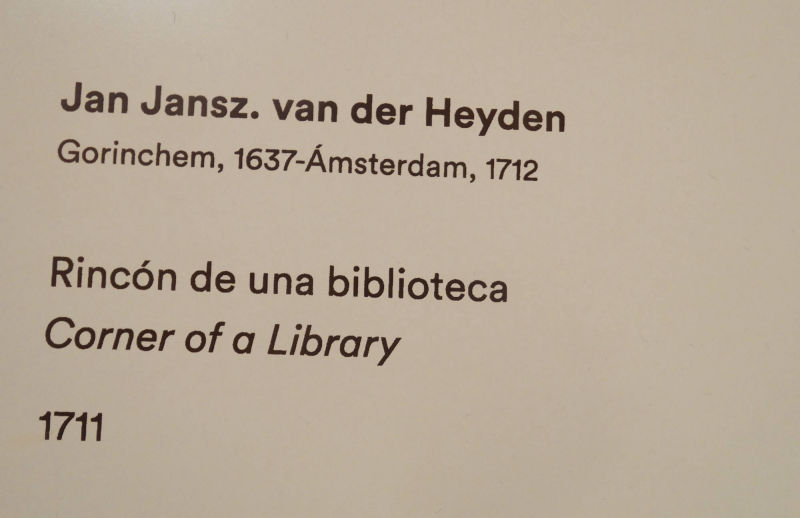 Jan Jansz. van der Heyden
Gorinchem, 1637-Ámsterdam, 1712
Rincón de una biblioteca
Corner of a Library
1711